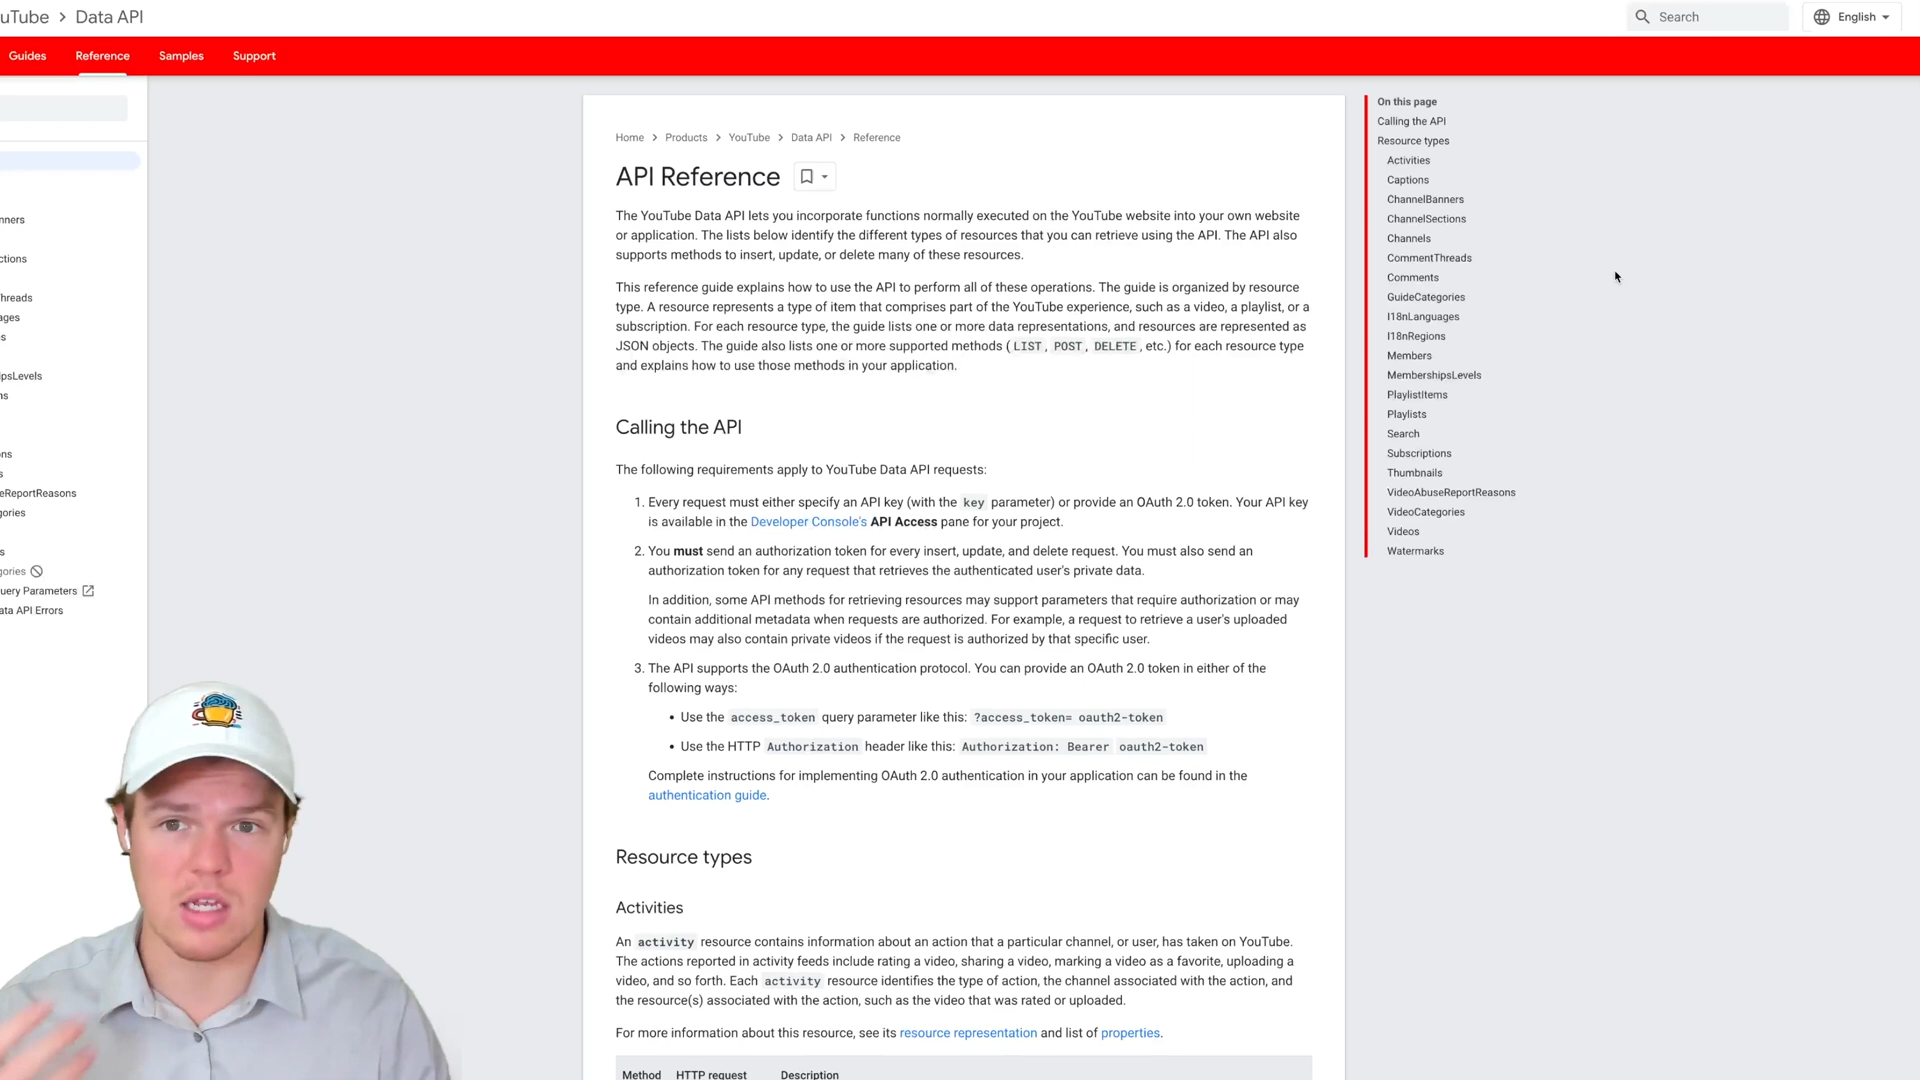 uTube > Data API
Search
English
Guides
Reference
Samples
Support
nners
ctions
hreads
ages
s
ipsLevels
ns
ons
s
eReportReasons
gories
s
gories
uery Parameters
ata API Errors
Home > Products > YouTube > Data API > Reference
API Reference
The YouTube Data API lets you incorporate functions normally executed on the YouTube website into your own website
or application. The lists below identify the different types of resources that you can retrieve using the API. The API also
supports methods to insert, update, or delete many of these resources.
This reference guide explains how to use the API to perform all of these operations. The guide is organized by resource
type. A resource represents a type of item that comprises part of the YouTube experience, such as a video, a playlist, or a
subscription. For each resource type, the guide lists one or more data representations, and resources are represented as
JSON objects. The guide also lists one or more supported methods ( LIST , POST , DELETE , etc.) for each resource type
and explains how to use those methods in your application.
Calling the API
The following requirements apply to YouTube Data API requests:
1. Every request must either specify an API key (with the key parameter) or provide an OAuth 2.0 token. Your API key
is available in the Developer Console's API Access pane for your project.
2. You must send an authorization token for every insert, update, and delete request. You must also send an
authorization token for any request that retrieves the authenticated user's private data.
In addition, some API methods for retrieving resources may support parameters that require authorization or may
contain additional metadata when requests are authorized. For example, a request to retrieve a user's uploaded
videos may also contain private videos if the request is authorized by that specific user.
3. The API supports the OAuth 2.0 authentication protocol. You can provide an OAuth 2.0 token in either of the
following ways:
• Use the access_token query parameter like this: ?access_token= oauth2-token
• Use the HTTP Authorization header like this: Authorization: Bearer oauth2-token
Complete instructions for implementing OAuth 2.0 authentication in your application can be found in the
authentication guide.
Resource types
Activities
An activity resource contains information about an action that a particular channel, or user, has taken on YouTube.
The actions reported in activity feeds include rating a video, sharing a video, marking a video as a favorite, uploading a
video, and so forth. Each activity resource identifies the type of action, the channel associated with the action, and
the resource(s) associated with the action, such as the video that was rated or uploaded.
For more information about this resource, see its resource representation and list of properties.
Method HTTP request Description
On this page
Calling the API
Resource types
Activities
Captions
ChannelBanners
ChannelSections
Channels
CommentThreads
Comments
GuideCategories
I18nLanguages
I18nRegions
Members
MembershipsLevels
PlaylistItems
Playlists
Search
Subscriptions
Thumbnails
VideoAbuseReportReasons
VideoCategories
Videos
Watermarks